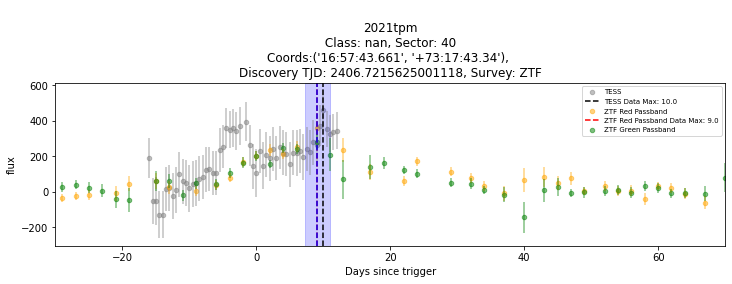 2021tpm
Class: nan, Sector: 40
Coords:('16:57:43.661', '+73:17:43.34'),
Discovery TJD: 2406.7215625001118, Survey: ZTF
600
400
200
0
−200
flux
TESS
TESS Data Max: 10.0
ZTF Red Passband
ZTF Red Passband Data Max: 9.0
ZTF Green Passband
−20
0
20
40
60
Days since trigger